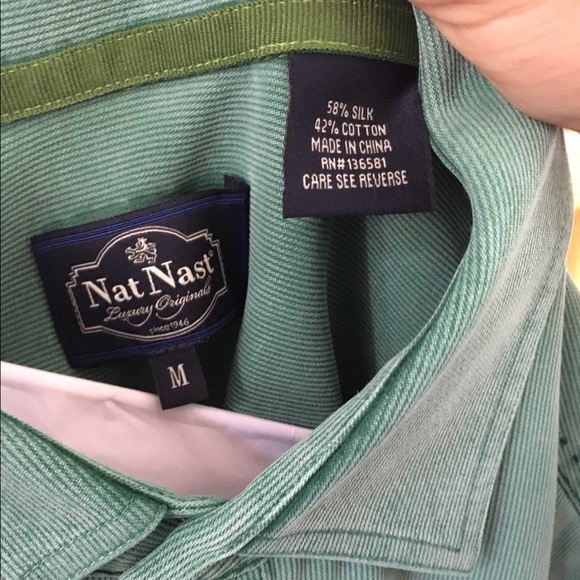 58% SILK
42% COTTON
MADE IN CHINA
RN#136581
CARE SEE REVERSE
Nat Nast®
Luxury Originals
since 1946
M